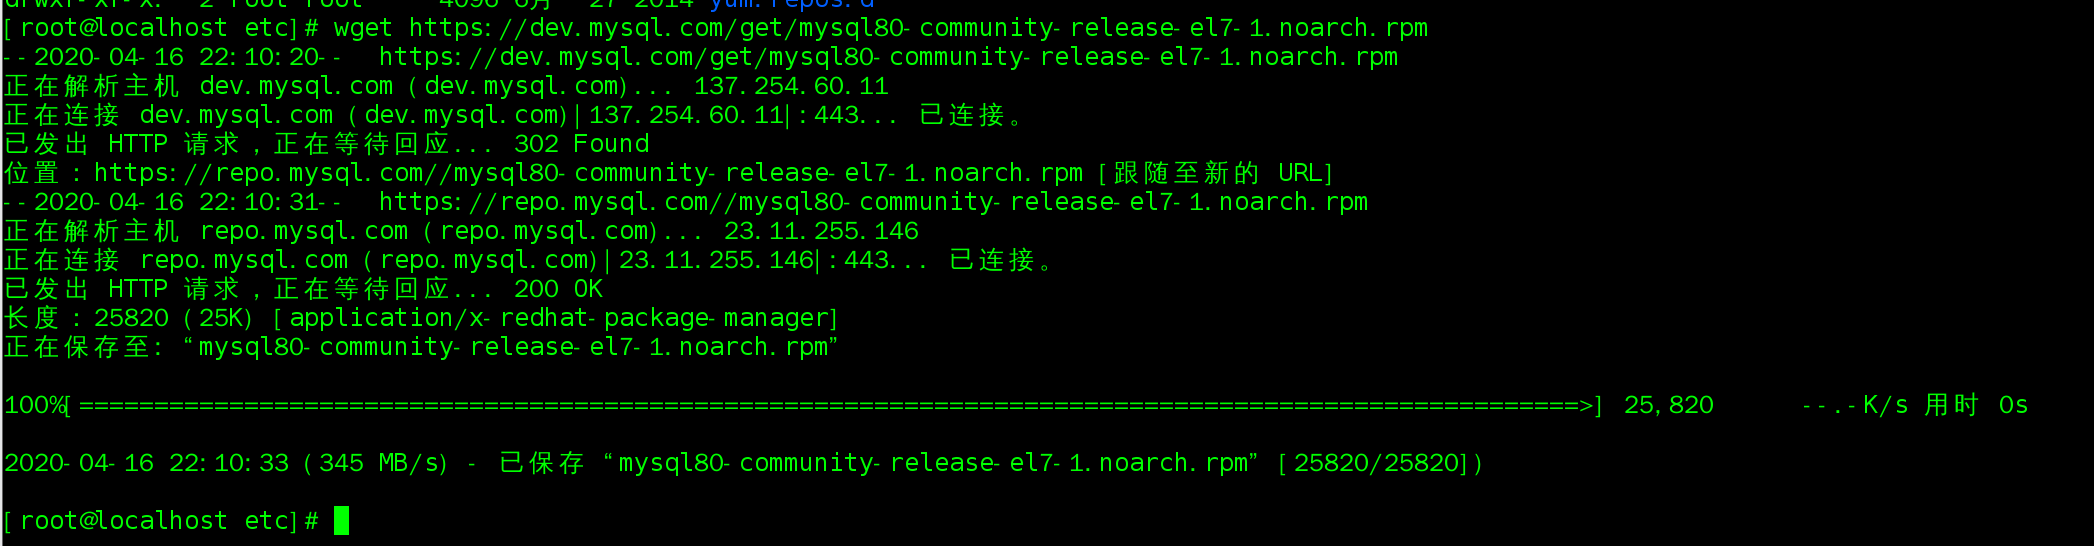 drwxr-xr-x. 2 root root 4096 6月 27 2014 yum.repos.d
[root@localhost etc]# wget https://dev.mysql.com/get/mysql80-community-release-el7-1.noarch.rpm
--2020-04-16 22:10:20-- https://dev.mysql.com/get/mysql80-community-release-el7-1.noarch.rpm
正在解析主机 dev.mysql.com (dev.mysql.com)... 137.254.60.11
正在连接 dev.mysql.com (dev.mysql.com)|137.254.60.11|:443... 已连接。
已发出 HTTP 请求，正在等待回应... 302 Found
位置：https://repo.mysql.com//mysql80-community-release-el7-1.noarch.rpm [跟随至新的 URL]
--2020-04-16 22:10:31-- https://repo.mysql.com//mysql80-community-release-el7-1.noarch.rpm
正在解析主机 repo.mysql.com (repo.mysql.com)... 23.11.255.146
正在连接 repo.mysql.com (repo.mysql.com)|23.11.255.146|:443... 已连接。
已发出 HTTP 请求，正在等待回应... 200 OK
长度：25820 (25K) [application/x-redhat-package-manager]
正在保存至: “mysql80-community-release-el7-1.noarch.rpm”
100%[====================================================================================================>] 25,820 --.-K/s 用时 0s
2020-04-16 22:10:33 (345 MB/s) - 已保存 “mysql80-community-release-el7-1.noarch.rpm” [25820/25820])
[root@localhost etc]#